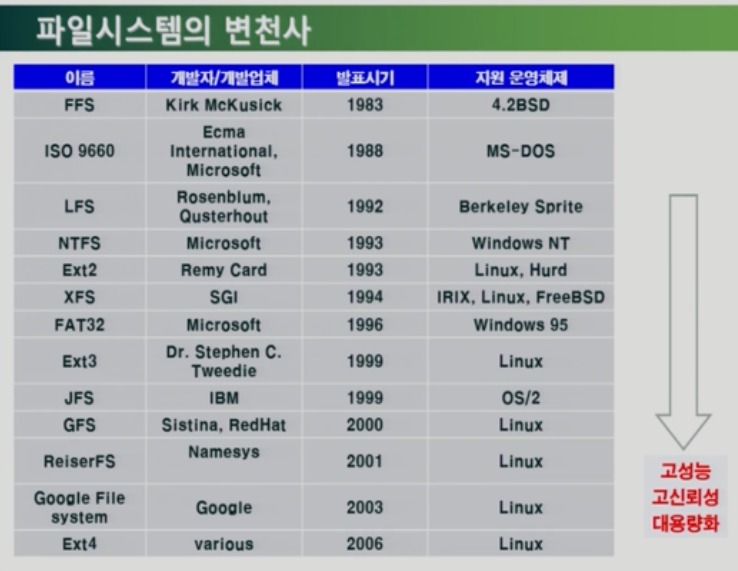 파일시스템의 변천사
이름 개발자/개발업체 발표시기 지원 운영체제
FFS Kirk McKusick 1983 4.2BSD
ISO 9660 Ecma International, Microsoft 1988 MS-DOS
LFS Rosenblum, Qusterhout 1992 Berkeley Sprite
NTFS Microsoft 1993 Windows NT
Ext2 Remy Card 1993 Linux, Hurd
XFS SGI 1994 IRIX, Linux, FreeBSD
FAT32 Microsoft 1996 Windows 95
Ext3 Dr. Stephen C. Tweedie 1999 Linux
JFS IBM 1999 OS/2
GFS Sistina, RedHat 2000 Linux
ReiserFS Namesys 2001 Linux
Google File system Google 2003 Linux
Ext4 various 2006 Linux
고성능
고신뢰성
대용량화